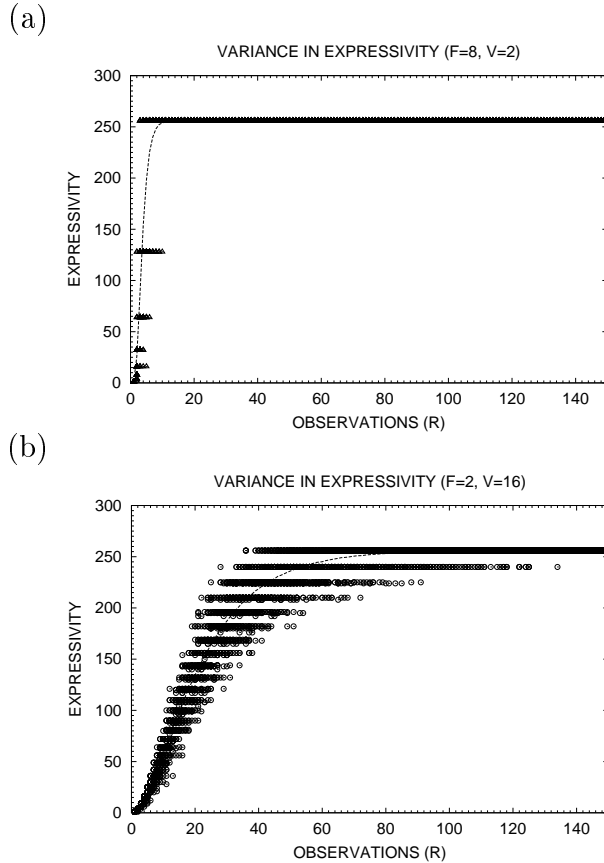 (a)
VARIANCE IN EXPRESSIVITY (F=8, V=2)
300
250
200
150
100
50
0
EXPRESSIVITY
0 20 40 60 80 100 120 140
OBSERVATIONS (R)
(b)
VARIANCE IN EXPRESSIVITY (F=2, V=16)
300
250
200
150
100
50
0
EXPRESSIVITY
0 20 40 60 80 100 120 140
OBSERVATIONS (R)